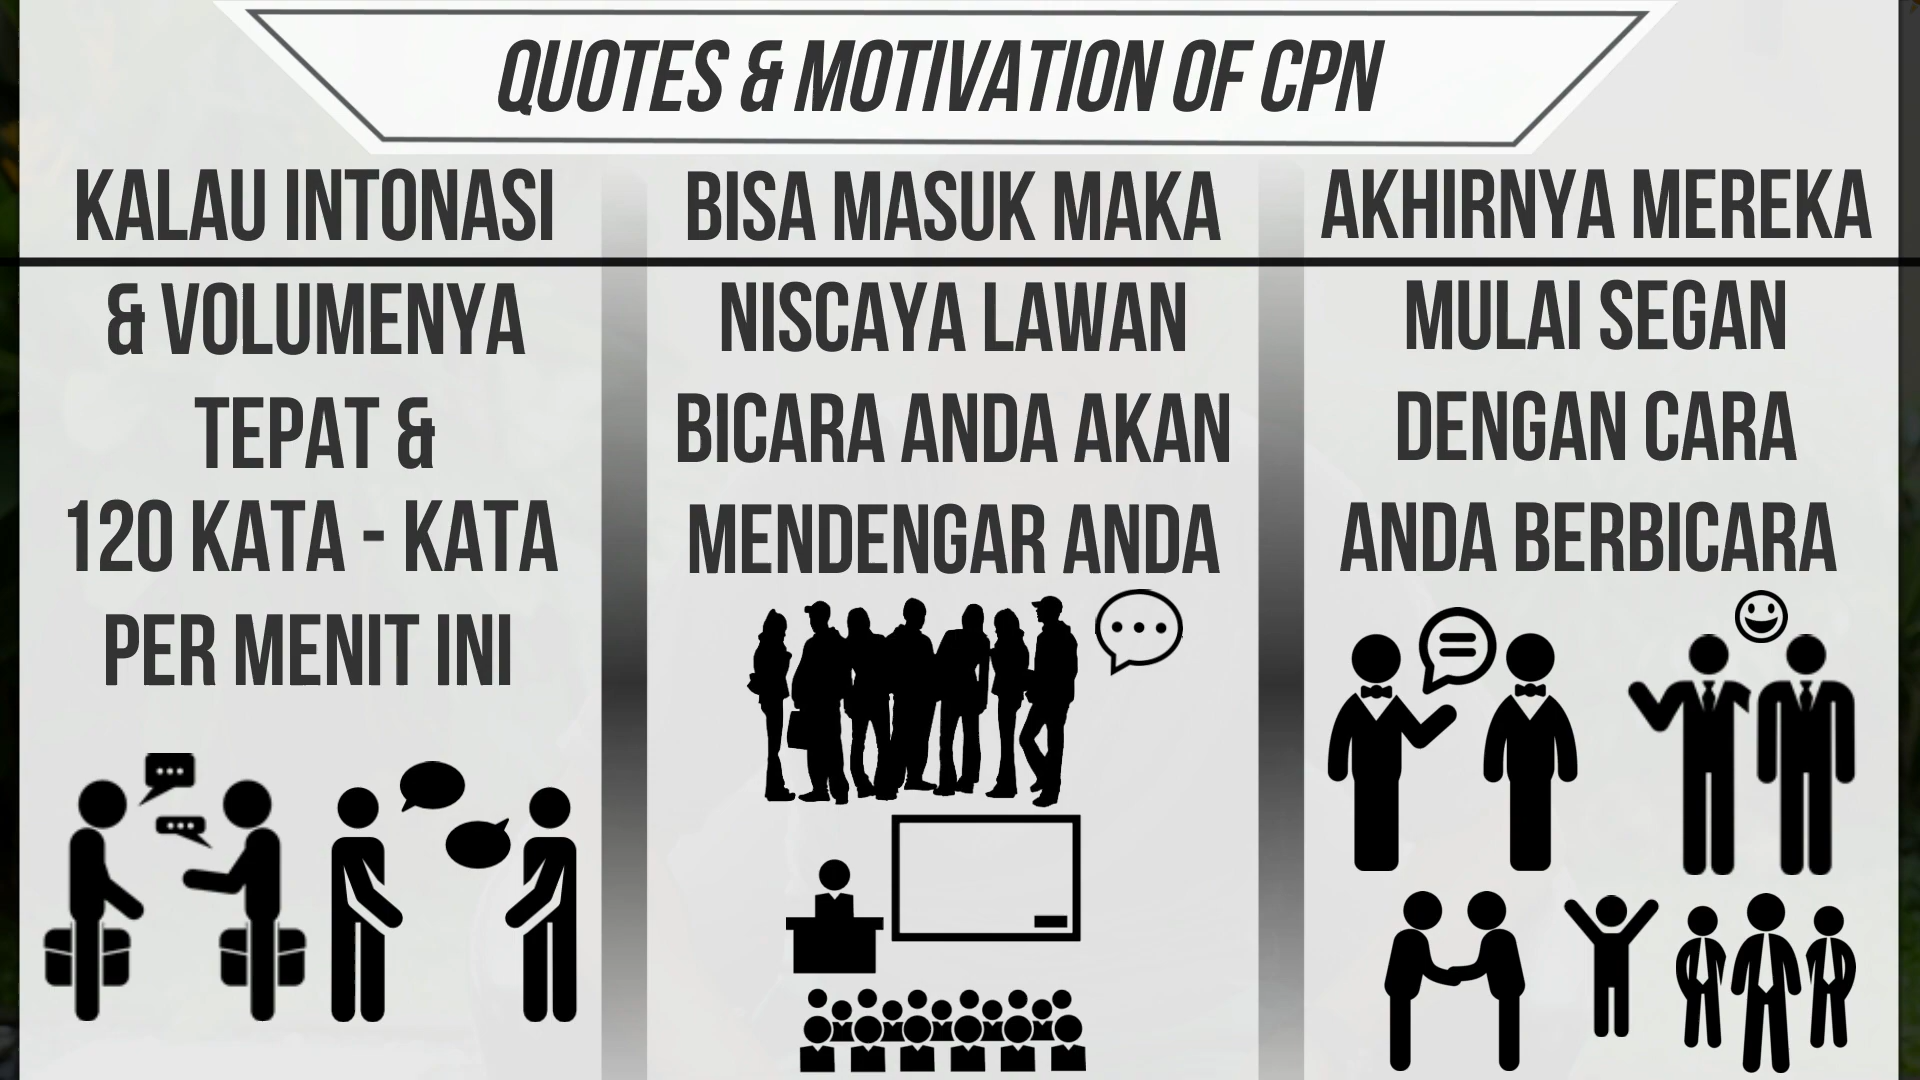 QUOTES & MOTIVATION OF CPN
KALAU INTONASI
& VOLUMENYA
TEPAT &
120 KATA - KATA
PER MENIT INI
BISA MASUK MAKA
NISCAYA LAWAN
BICARA ANDA AKAN
MENDENGAR ANDA
AKHIRNYA MEREKA
MULAI SEGAN
DENGAN CARA
ANDA BERBICARA